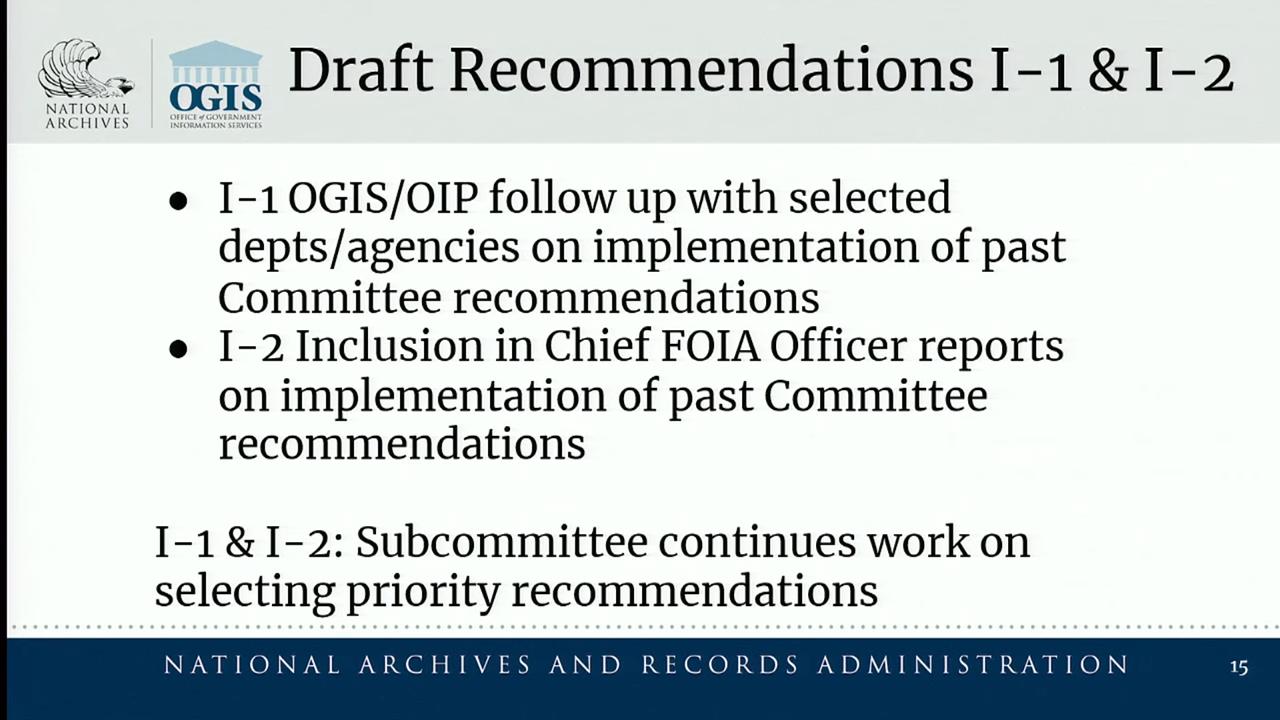 NATIONAL
ARCHIVES
OGIS
OFFICE of GOVERNMENT
INFORMATION SERVICES
Draft Recommendations I-1 & I-2
● I-1 OGIS/OIP follow up with selected
depts/agencies on implementation of past
Committee recommendations
● I-2 Inclusion in Chief FOIA Officer reports
on implementation of past Committee
recommendations
I-1 & I-2: Subcommittee continues work on
selecting priority recommendations
NATIONAL ARCHIVES AND RECORDS ADMINISTRATION
15